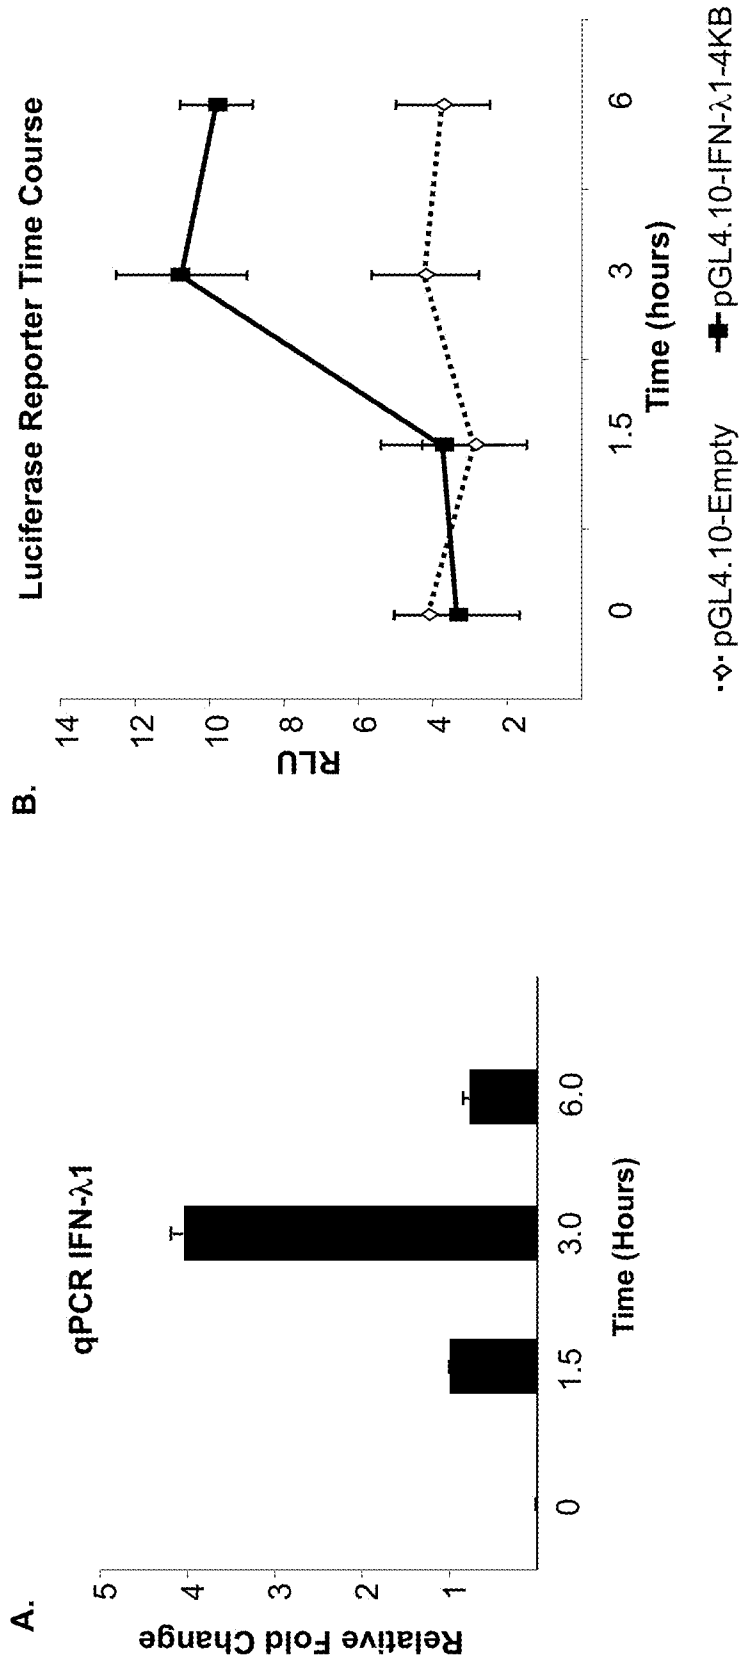 A.
qPCR IFN-λ1
Relative Fold Change
5
4
3
2
1
0 1.5 3.0 6.0
Time (Hours)
B.
Luciferase Reporter Time Course
RLU
14
12
10
8
6
4
2
0 1.5 3 6
Time (hours)
pGL4.10-Empty pGL4.10-IFN-λ1-4KB